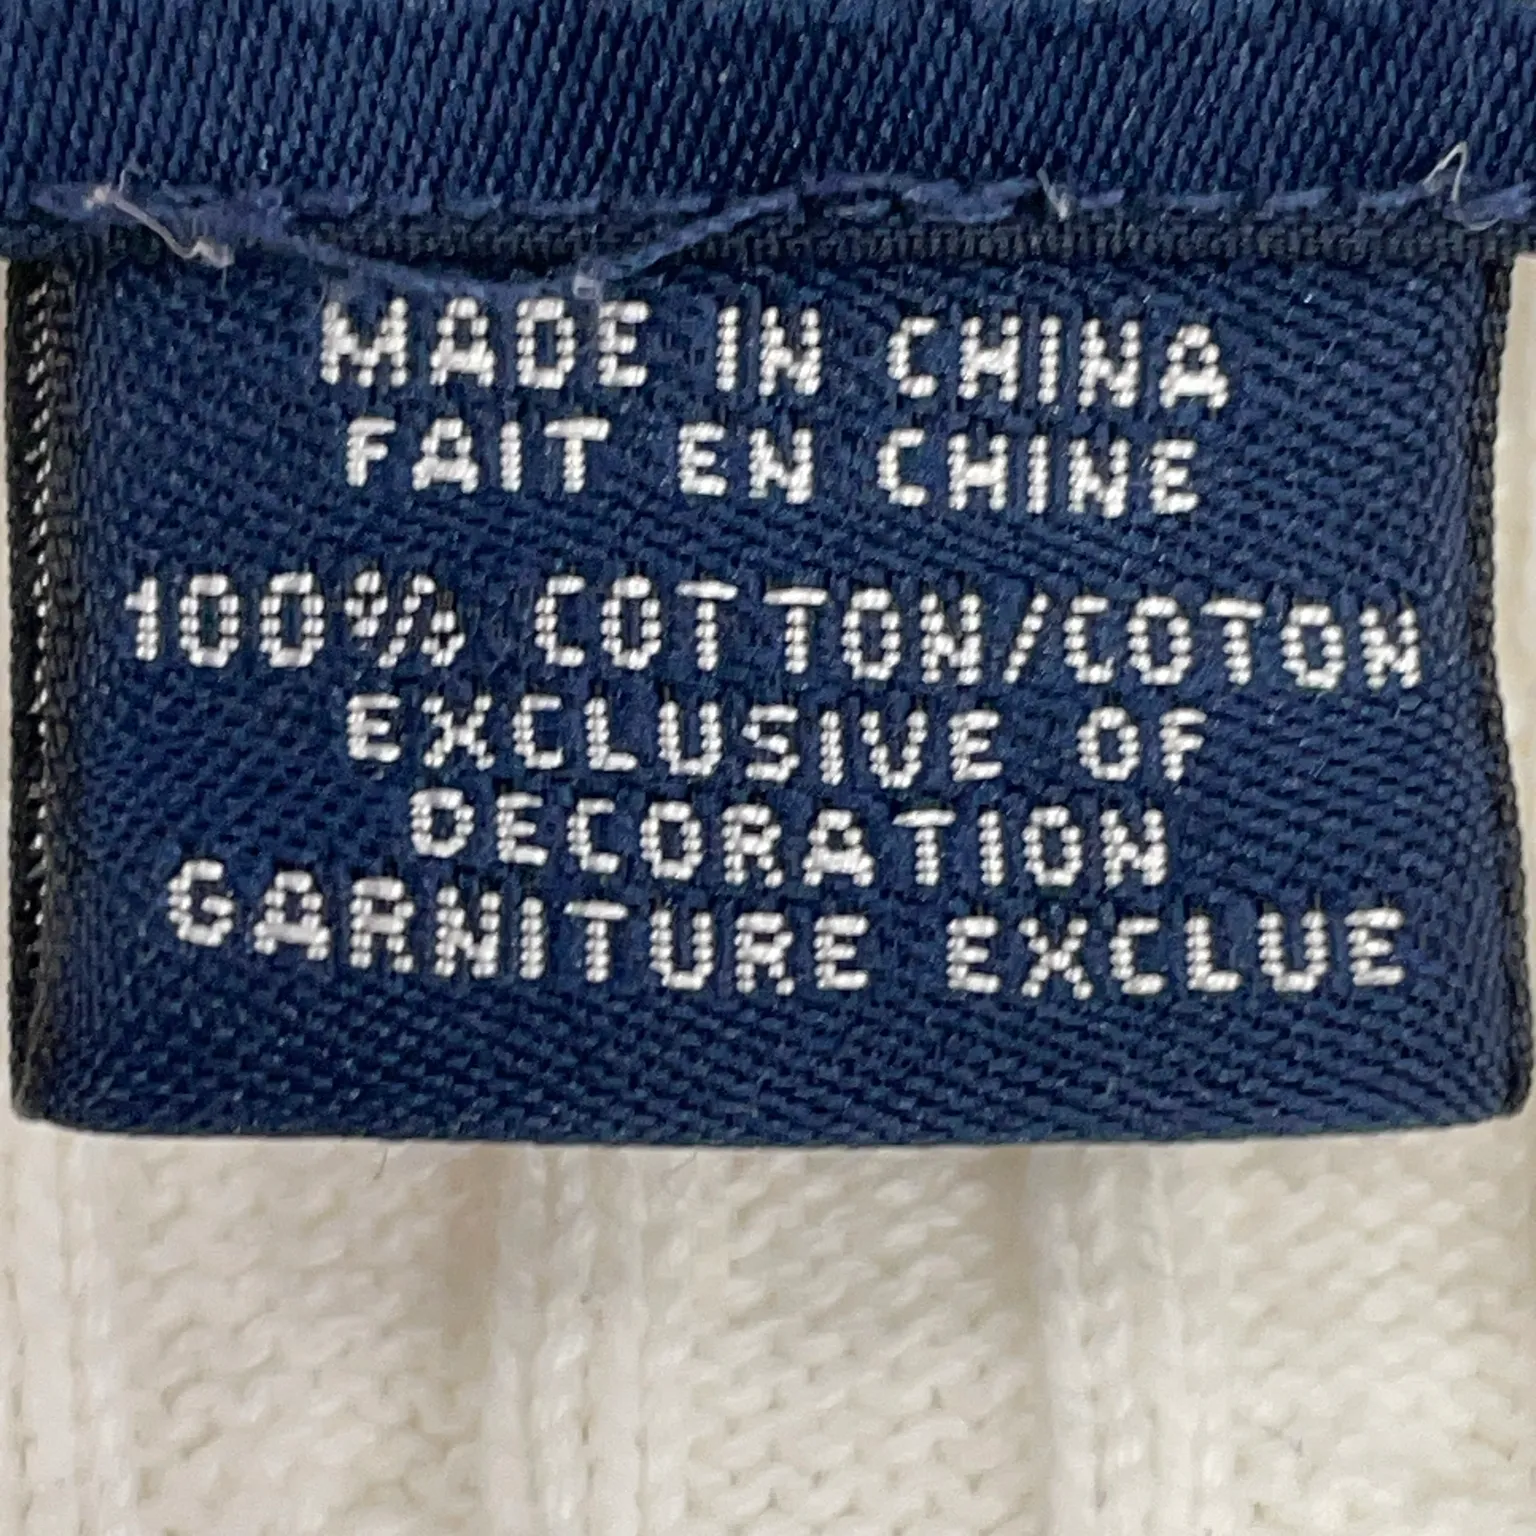 MADE IN CHINA
FAIT EN CHINE
100% COTTON/COTON
EXCLUSIVE OF
DECORATION
GARNITURE EXCLUE